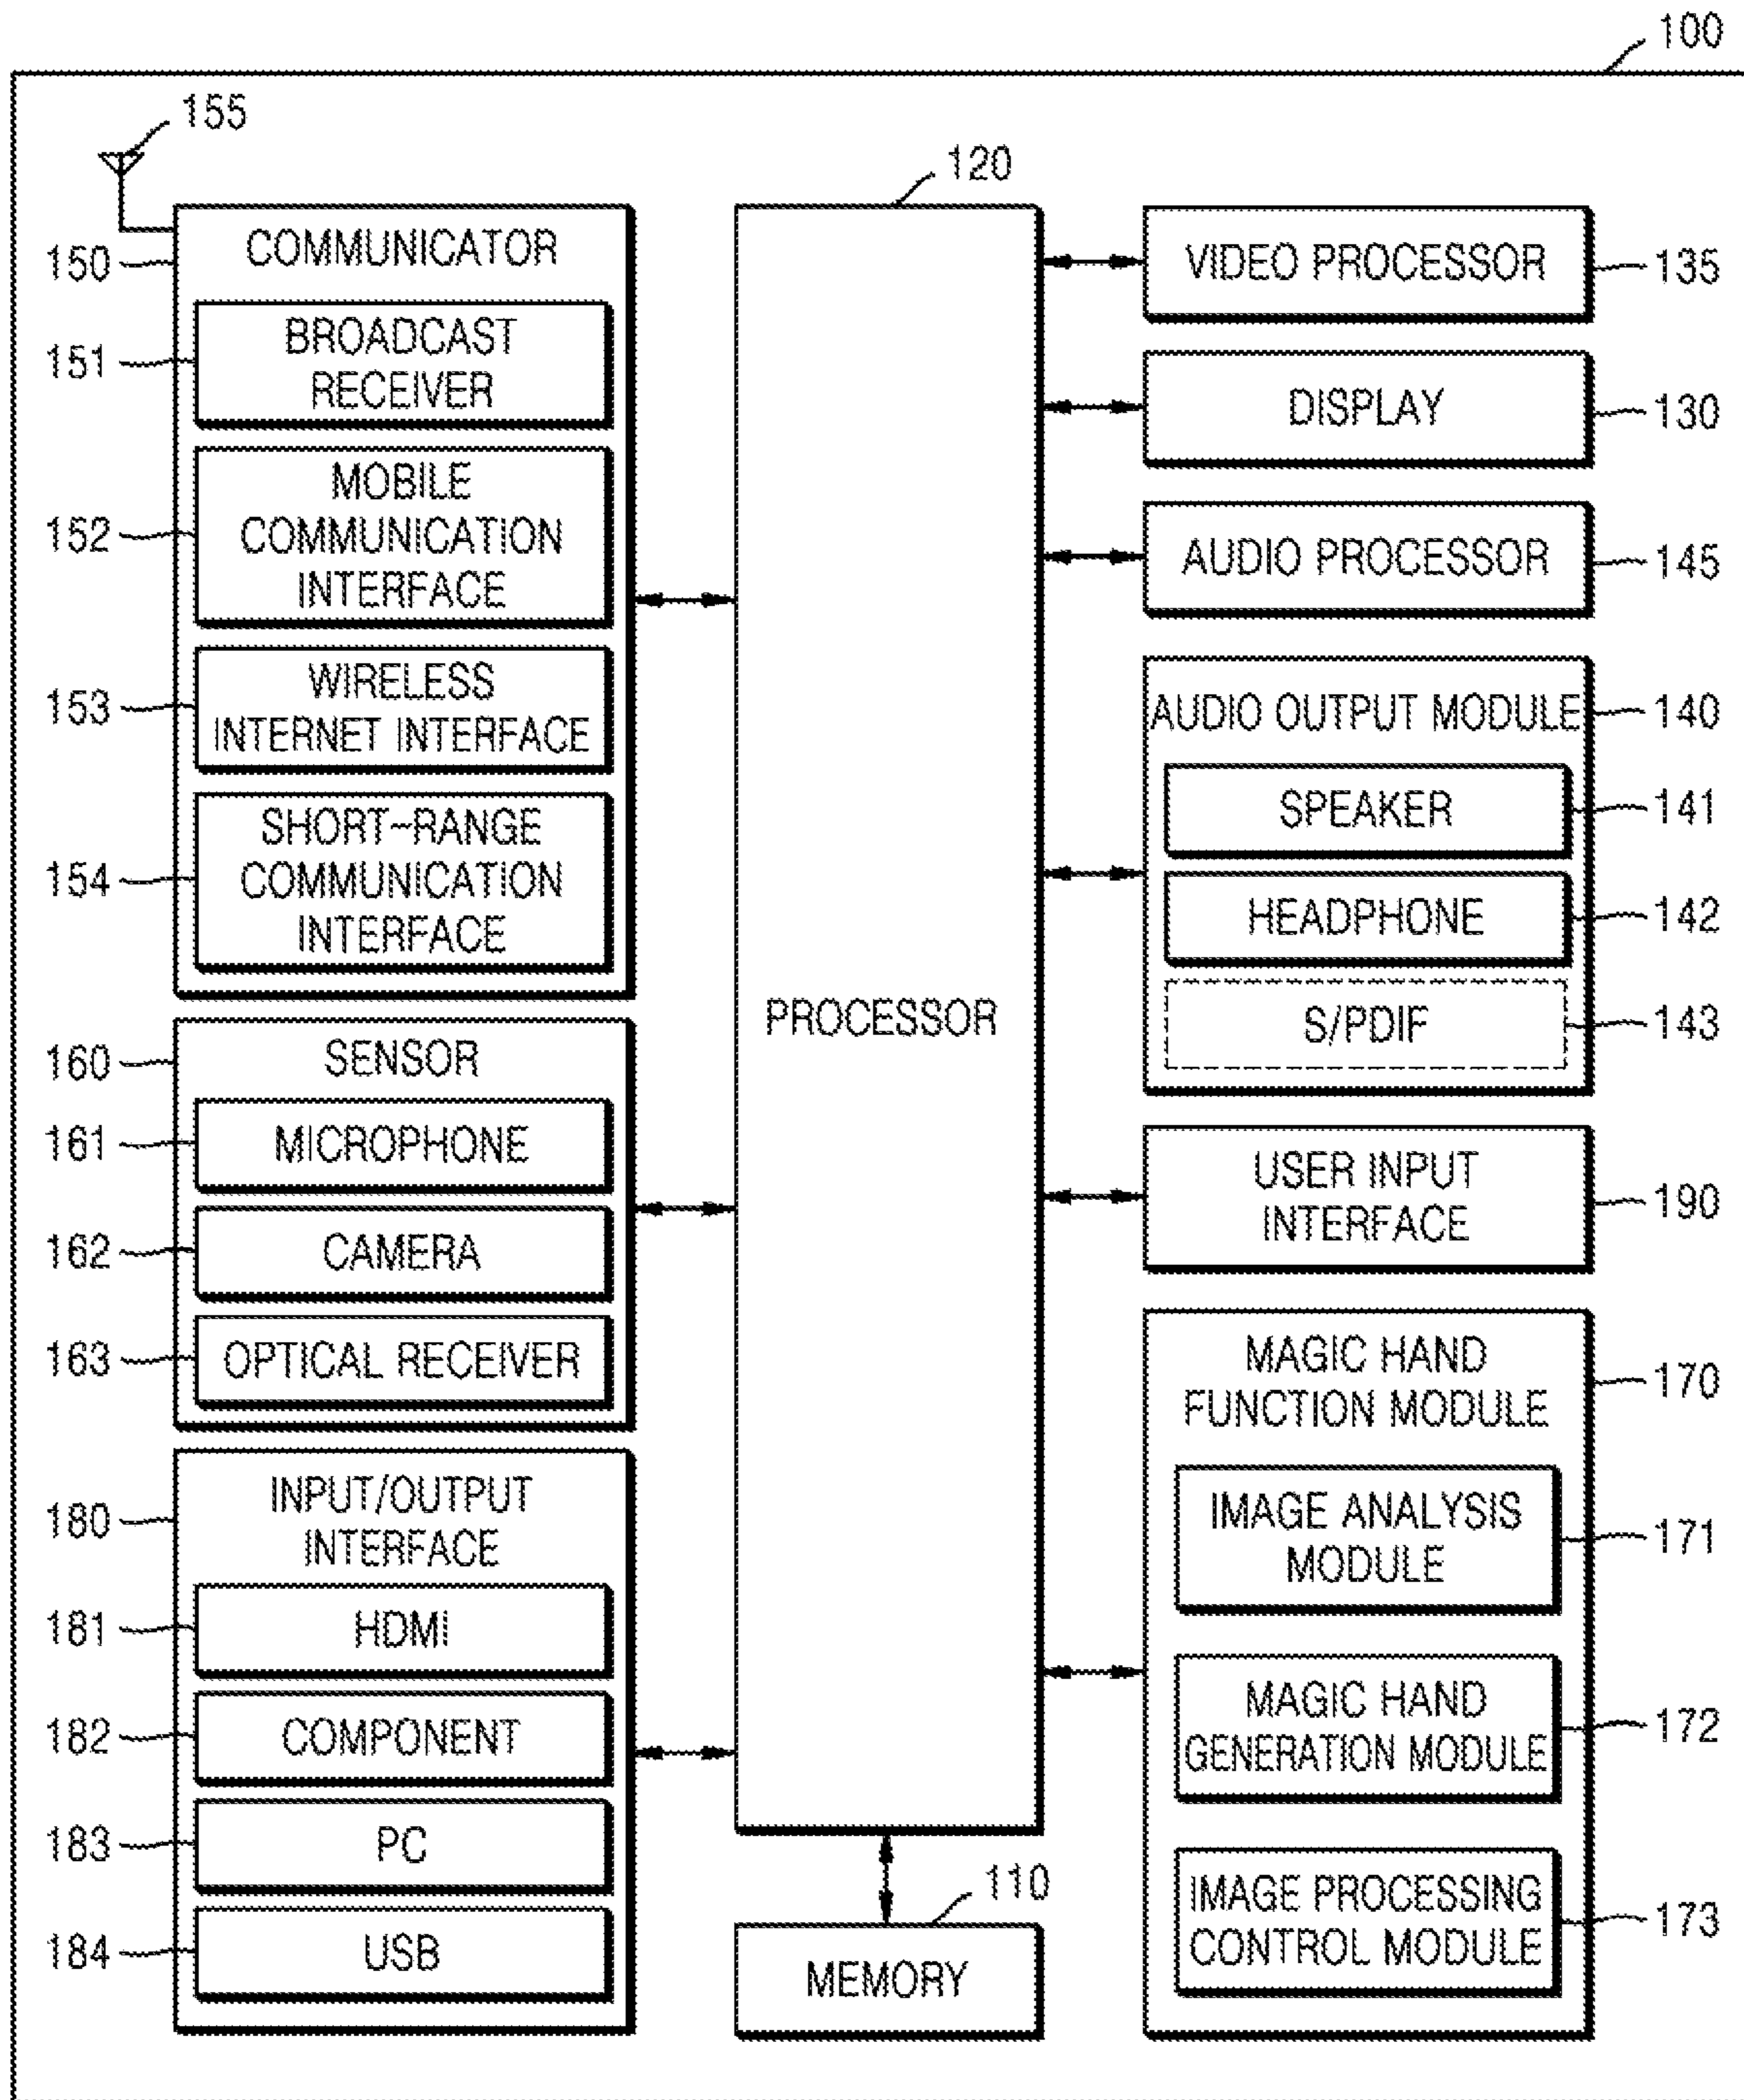 100
155
120
COMMUNICATOR
150
BROADCAST
RECEIVER
151
MOBILE
COMMUNICATION
INTERFACE
152
WIRELESS
INTERNET INTERFACE
153
SHORT-RANGE
COMMUNICATION
INTERFACE
154
SENSOR
160
MICROPHONE
161
CAMERA
162
OPTICAL RECEIVER
163
INPUT/OUTPUT
INTERFACE
180
HDMI
181
COMPONENT
182
PC
183
USB
184
PROCESSOR
110
MEMORY
VIDEO PROCESSOR
135
DISPLAY
130
AUDIO PROCESSOR
145
AUDIO OUTPUT MODULE
140
SPEAKER
141
HEADPHONE
142
S/PDIF
143
USER INPUT
INTERFACE
190
MAGIC HAND
FUNCTION MODULE
170
IMAGE ANALYSIS
MODULE
171
MAGIC HAND
GENERATION MODULE
172
IMAGE PROCESSING
CONTROL MODULE
173